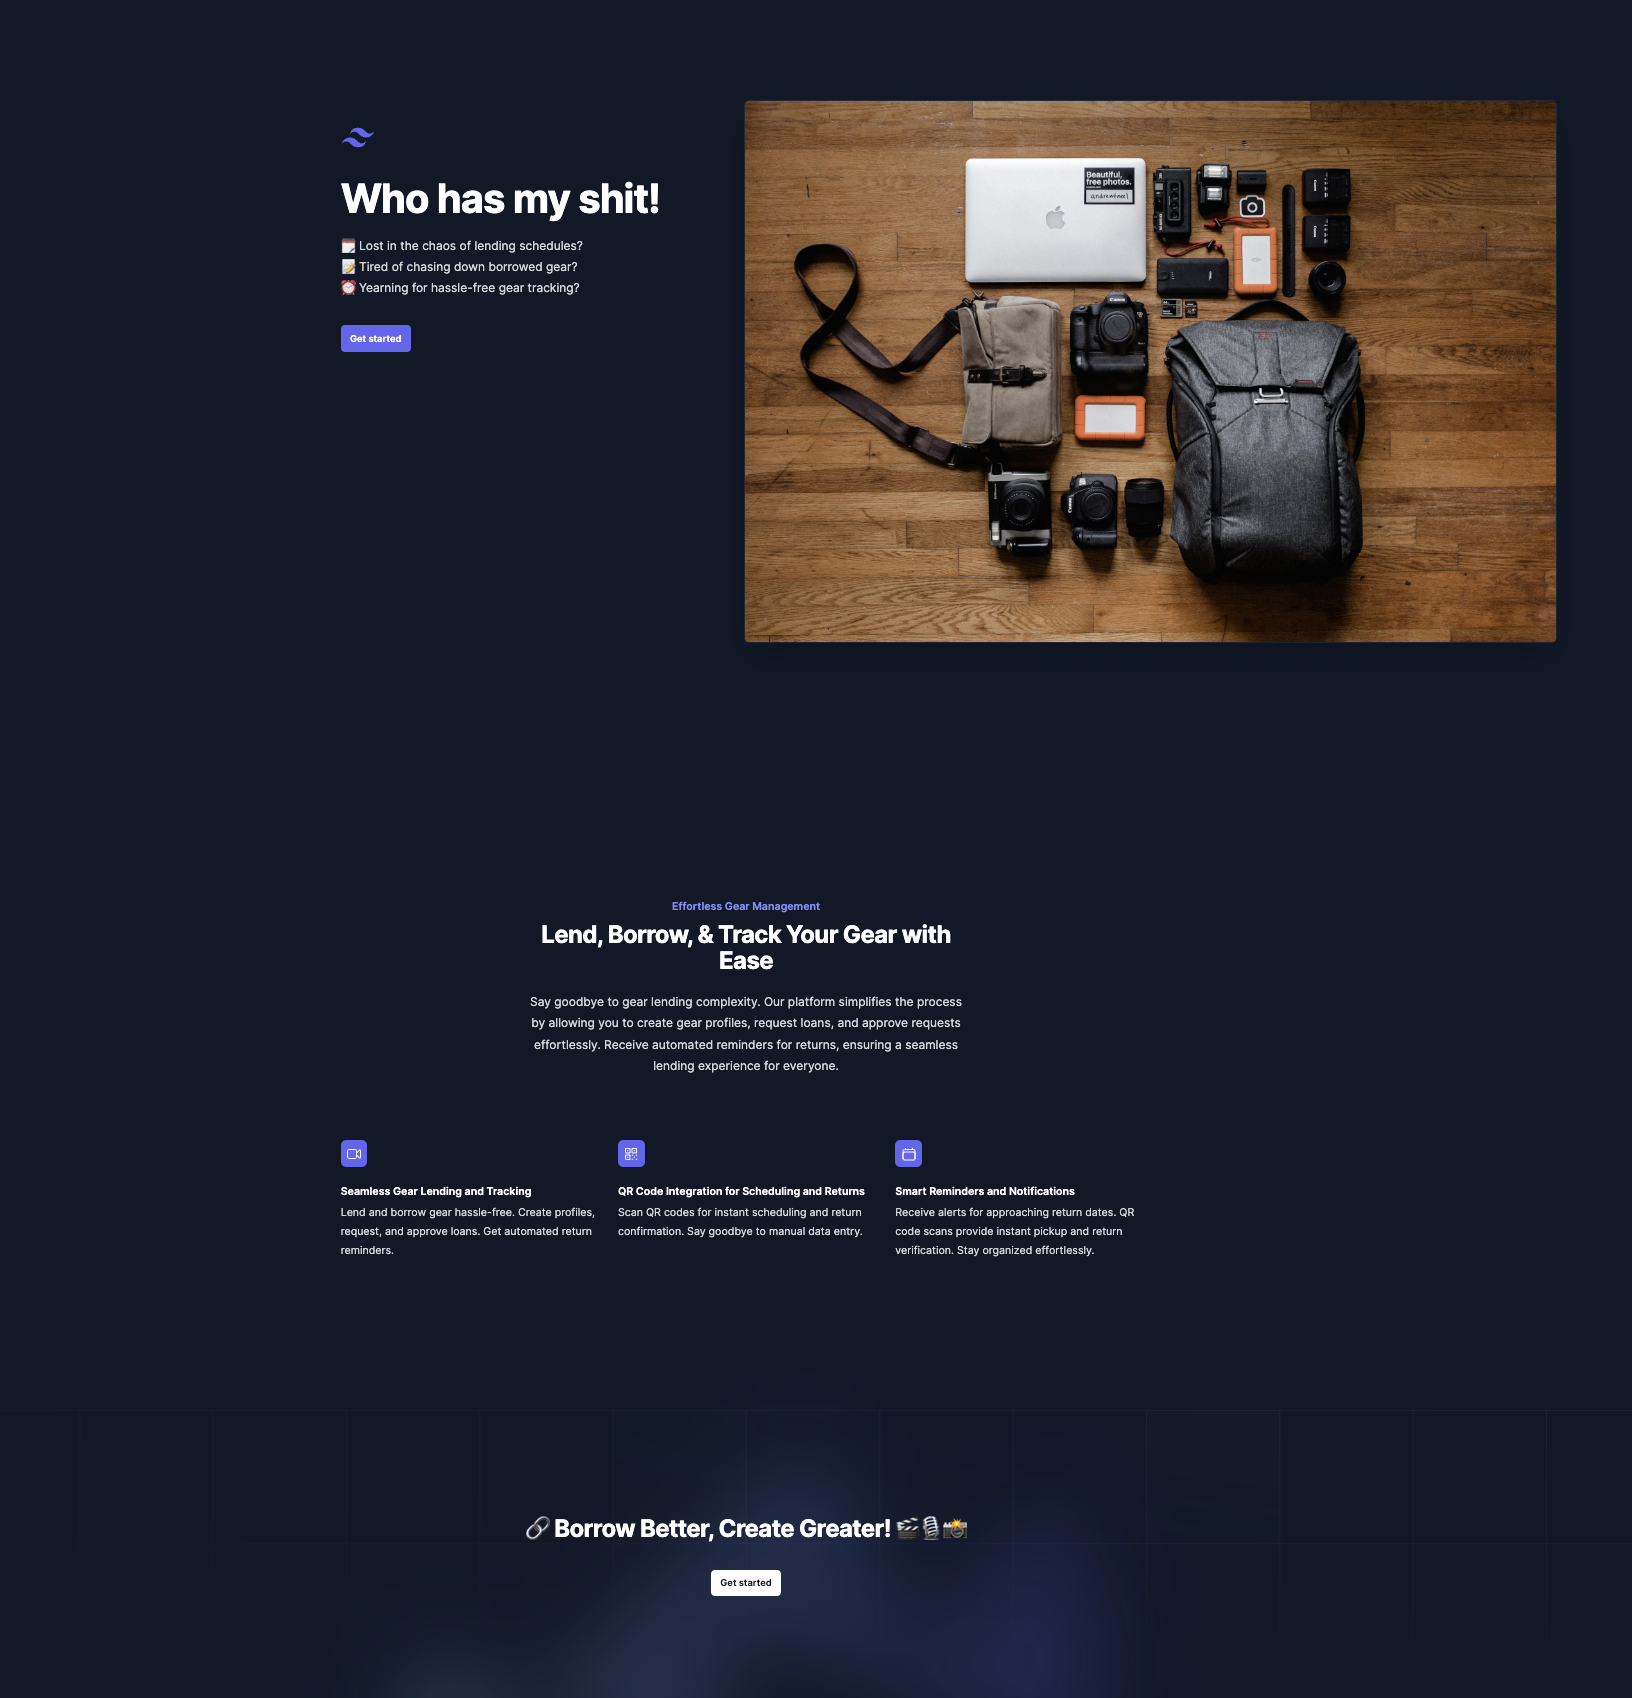 Beautiful,
free photos.
andrewtneel
Canon
Canon
Canon
Canon
Who has my shit!
🗓️ Lost in the chaos of lending schedules?
📝 Tired of chasing down borrowed gear?
⏰ Yearning for hassle-free gear tracking?
Get started
Effortless Gear Management
Lend, Borrow, & Track Your Gear with
Ease
Say goodbye to gear lending complexity. Our platform simplifies the process
by allowing you to create gear profiles, request loans, and approve requests
effortlessly. Receive automated reminders for returns, ensuring a seamless
lending experience for everyone.
Seamless Gear Lending and Tracking
Lend and borrow gear hassle-free. Create profiles,
request, and approve loans. Get automated return
reminders.
QR Code Integration for Scheduling and Returns
Scan QR codes for instant scheduling and return
confirmation. Say goodbye to manual data entry.
Smart Reminders and Notifications
Receive alerts for approaching return dates. QR
code scans provide instant pickup and return
verification. Stay organized effortlessly.
🔗 Borrow Better, Create Greater! 🎬🎙️📸
Get started